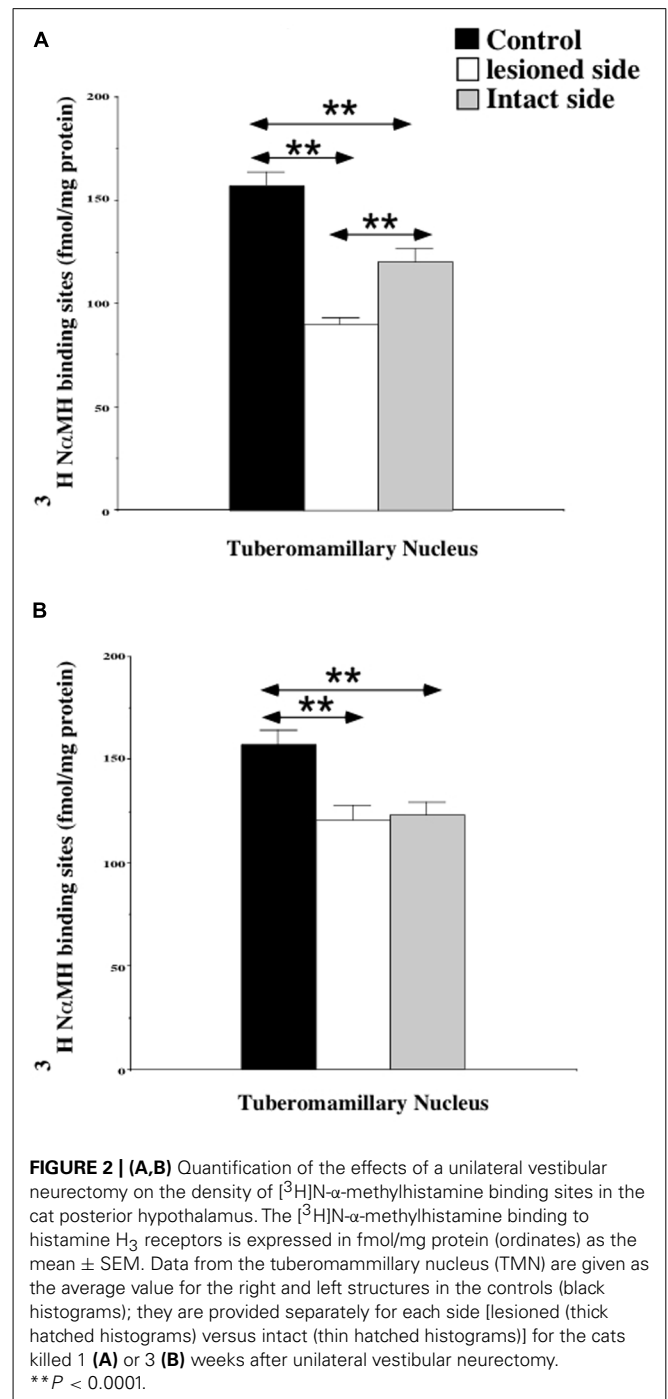 A
Control
lesioned side
Intact side
200
**
**
**
150
100
50
0
3
H NαMH binding sites (fmol/mg protein)
Tuberomamillary Nucleus
B
200
**
**
150
100
50
0
3
H NαMH binding sites (fmol/mg protein)
Tuberomamillary Nucleus
FIGURE 2 | (A,B) Quantification of the effects of a unilateral vestibular
neurectomy on the density of [³H]N-α-methylhistamine binding sites in the
cat posterior hypothalamus. The [³H]N-α-methylhistamine binding to
histamine H₃ receptors is expressed in fmol/mg protein (ordinates) as the
mean ± SEM. Data from the tuberomammillary nucleus (TMN) are given as
the average value for the right and left structures in the controls (black
histograms); they are provided separately for each side [lesioned (thick
hatched histograms) versus intact (thin hatched histograms)] for the cats
killed 1 (A) or 3 (B) weeks after unilateral vestibular neurectomy.
**P < 0.0001.